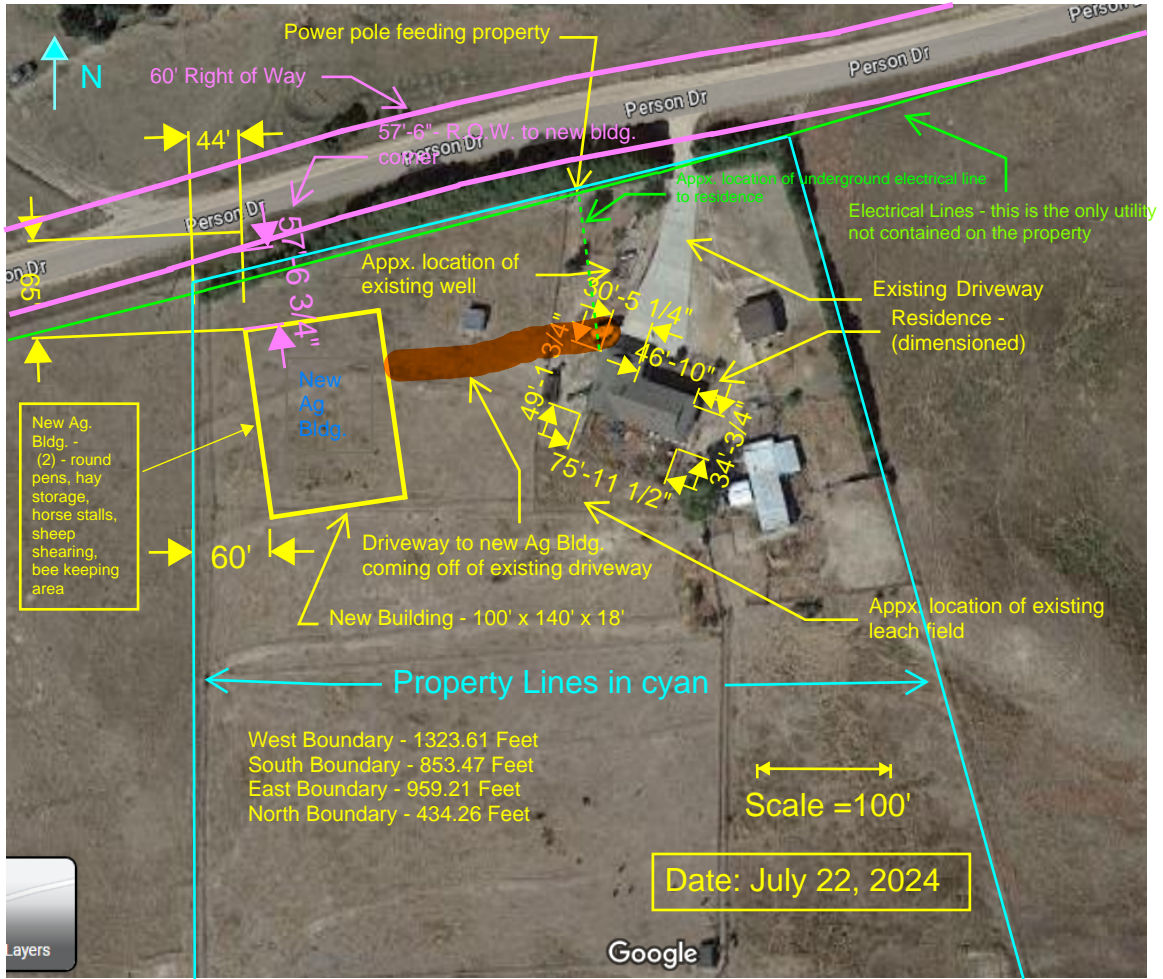 Person Dr
Power pole feeding property
N
60' Right of Way
Person Dr
Person Dr
44'
57'-6"- R.O.W. to new bldg.
corner
Person Dr
Appx. location of underground electrical line
to residence
Person Dr
Electrical Lines - this is the only utility
not contained on the property
Person Dr
65'
57'-6 3/4"
Appx. location of
existing well
30'-5 1/4"
Existing Driveway
Residence -
(dimensioned)
46'-10"
49'-1 3/4"
34'-3/4"
75'-11 1/2"
New
Ag
Bldg.
New Ag.
Bldg. -
(2) - round
pens, hay
storage,
horse stalls,
sheep
shearing,
bee keeping
area
60'
Driveway to new Ag Bldg.
coming off of existing driveway
New Building - 100' x 140' x 18'
Appx. location of existing
leach field
Property Lines in cyan
West Boundary - 1323.61 Feet
South Boundary - 853.47 Feet
East Boundary - 959.21 Feet
North Boundary - 434.26 Feet
Scale =100'
Date: July 22, 2024
Layers
Google